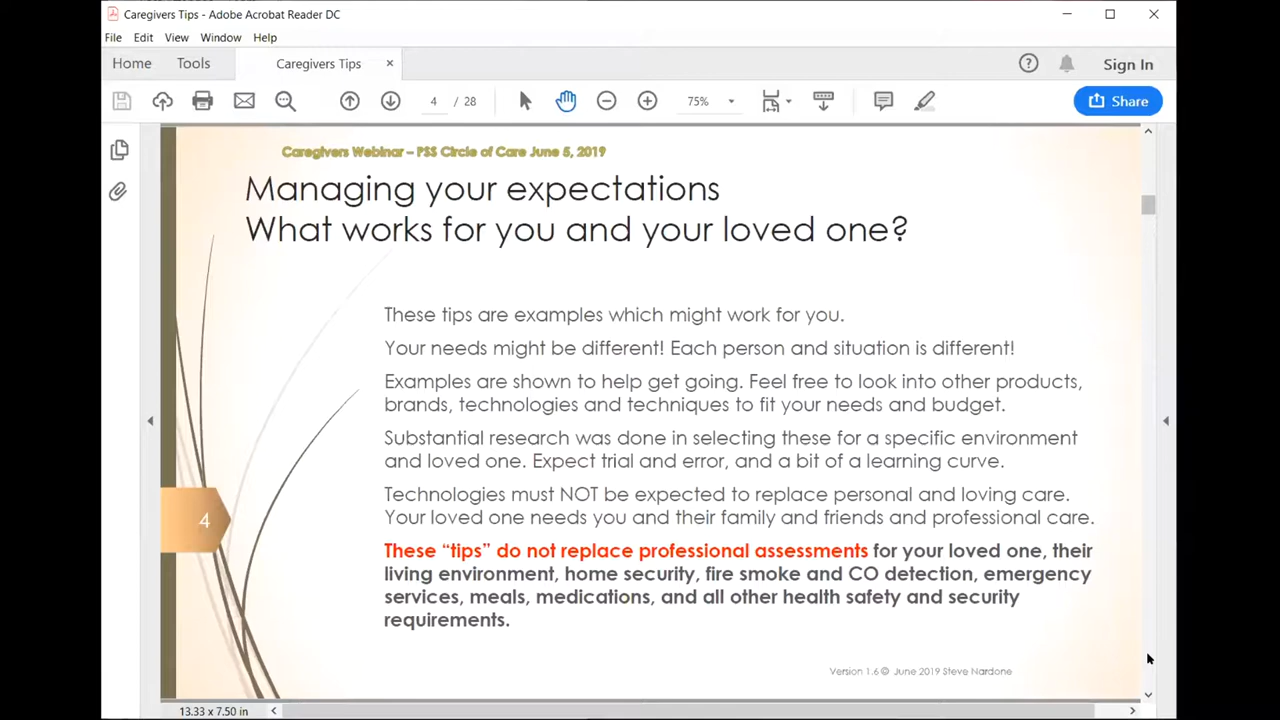 Caregivers Tips - Adobe Acrobat Reader DC
File Edit View Window Help
Home Tools Caregivers Tips × Sign In
4 / 28 75% Share
Caregivers Webinar – PSS Circle of Care June 5, 2019
Managing your expectations
What works for you and your loved one?
These tips are examples which might work for you.
Your needs might be different! Each person and situation is different!
Examples are shown to help get going. Feel free to look into other products,
brands, technologies and techniques to fit your needs and budget.
Substantial research was done in selecting these for a specific environment
and loved one. Expect trial and error, and a bit of a learning curve.
Technologies must NOT be expected to replace personal and loving care.
Your loved one needs you and their family and friends and professional care.
4
These “tips” do not replace professional assessments for your loved one, their
living environment, home security, fire smoke and CO detection, emergency
services, meals, medications, and all other health safety and security
requirements.
Version 1.6 © June 2019 Steve Nardone
13.33 x 7.50 in